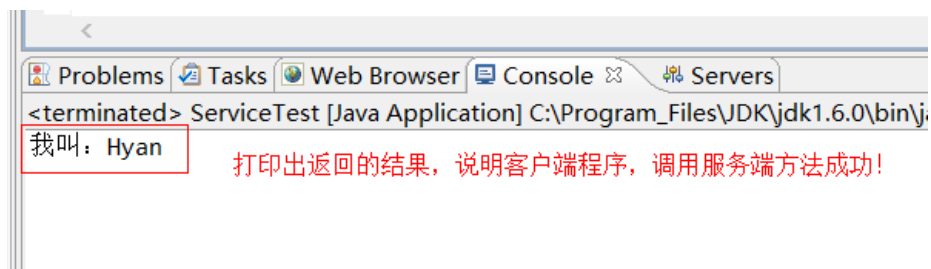 Problems Tasks Web Browser Console Servers
<terminated> ServiceTest [Java Application] C:\Program_Files\JDK\jdk1.6.0\bin\j
我叫：Hyan
打印出返回的结果，说明客户端程序，调用服务端方法成功！